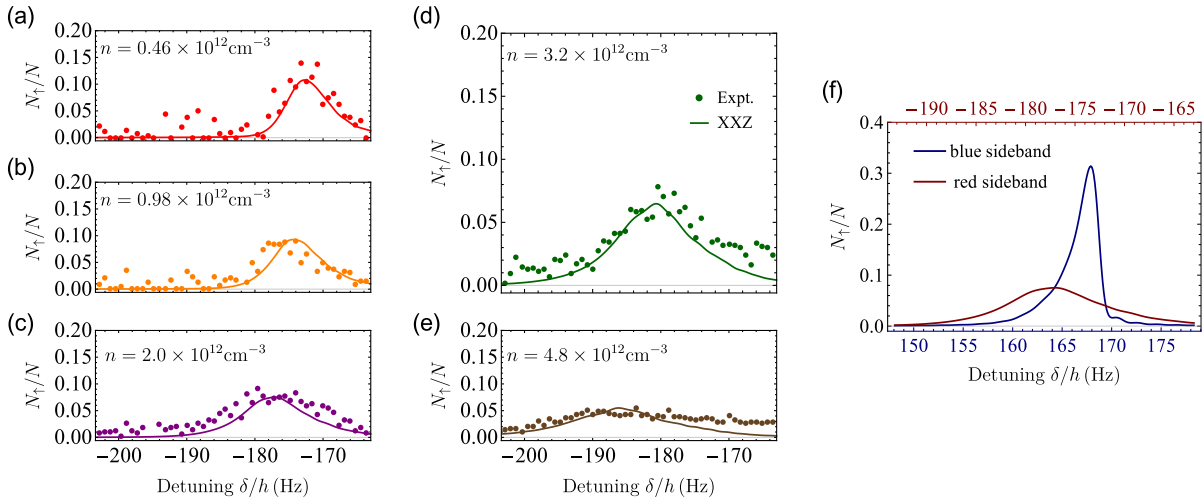 (a)
0.20
0.15
0.10
0.05
0.00
N↑/N
n = 0.46 × 10¹²cm⁻³
(b)
0.20
0.15
0.10
0.05
0.00
N↑/N
n = 0.98 × 10¹²cm⁻³
(c)
0.20
0.15
0.10
0.05
0.00
N↑/N
n = 2.0 × 10¹²cm⁻³
−200 −190 −180 −170
Detuning δ/h (Hz)
(d)
0.20
0.15
0.10
0.05
0.00
N↑/N
n = 3.2 × 10¹²cm⁻³
Expt.
XXZ
(e)
0.20
0.15
0.10
0.05
0.00
N↑/N
n = 4.8 × 10¹²cm⁻³
−200 −190 −180 −170
Detuning δ/h (Hz)
(f)
−190 −185 −180 −175 −170 −165
0.4
0.3
0.2
0.1
0.0
N↑/N
blue sideband
red sideband
150 155 160 165 170 175
Detuning δ/h (Hz)